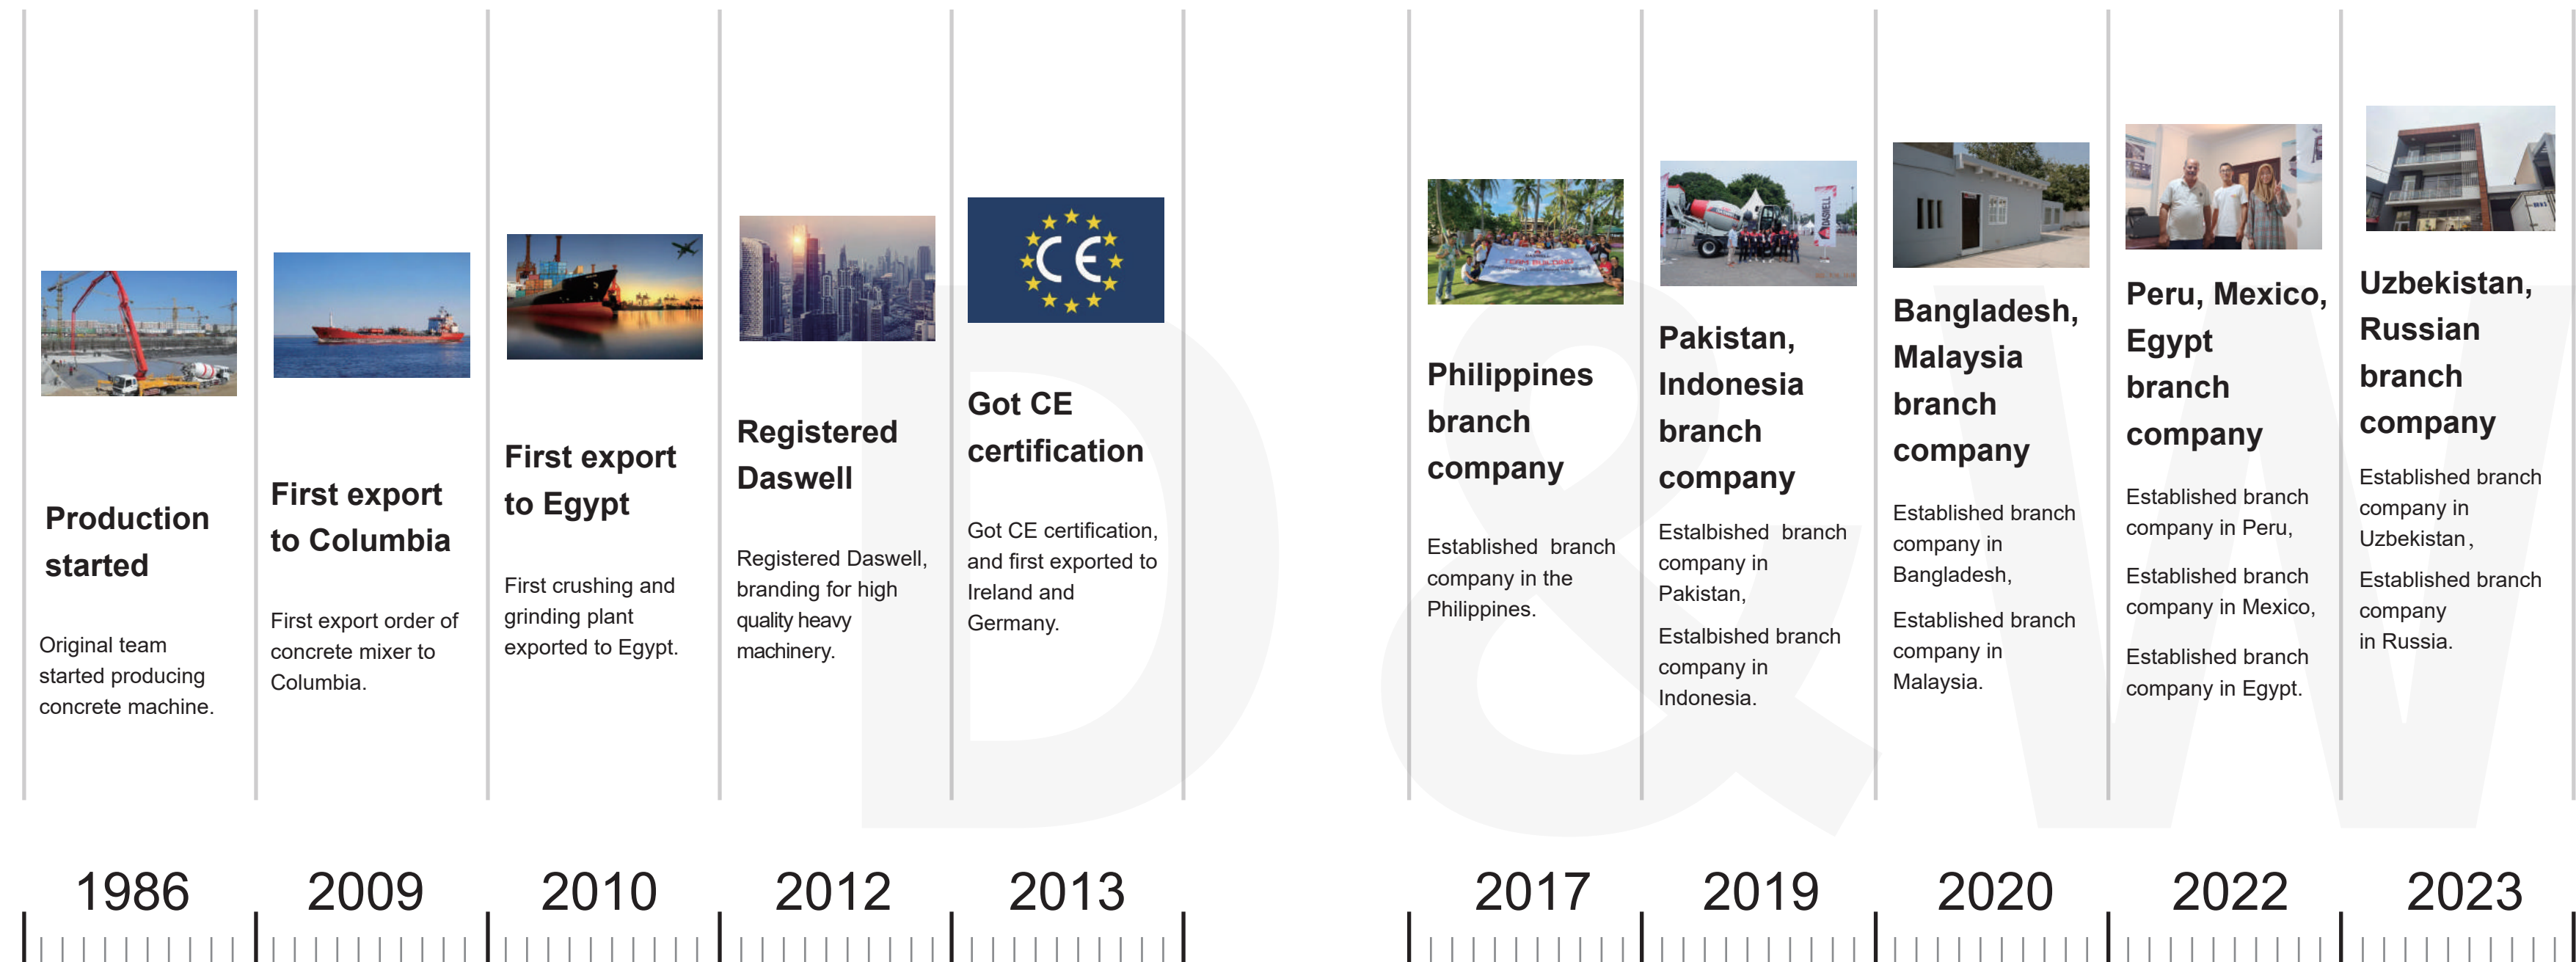 Production
started
Original team
started producing
concrete machine.
1986
First export
to Columbia
First export order of
concrete mixer to
Columbia.
2009
First export
to Egypt
First crushing and
grinding plant
exported to Egypt.
2010
Registered
Daswell
Registered Daswell,
branding for high
quality heavy
machinery.
2012
CE
Got CE
certification
Got CE certification,
and first exported to
Ireland and
Germany.
2013
Philippines
branch
company
Established branch
company in the
Philippines.
2017
DASWELL
Pakistan,
Indonesia
branch
company
Estalbished branch
company in
Pakistan,
Estalbished branch
company in
Indonesia.
2019
Bangladesh,
Malaysia
branch
company
Established branch
company in
Bangladesh,
Established branch
company in
Malaysia.
2020
Peru, Mexico,
Egypt
branch
company
Established branch
company in Peru,
Established branch
company in Mexico,
Established branch
company in Egypt.
2022
Uzbekistan,
Russian
branch
company
Established branch
company in
Uzbekistan，
Established branch
company
in Russia.
2023
D&W